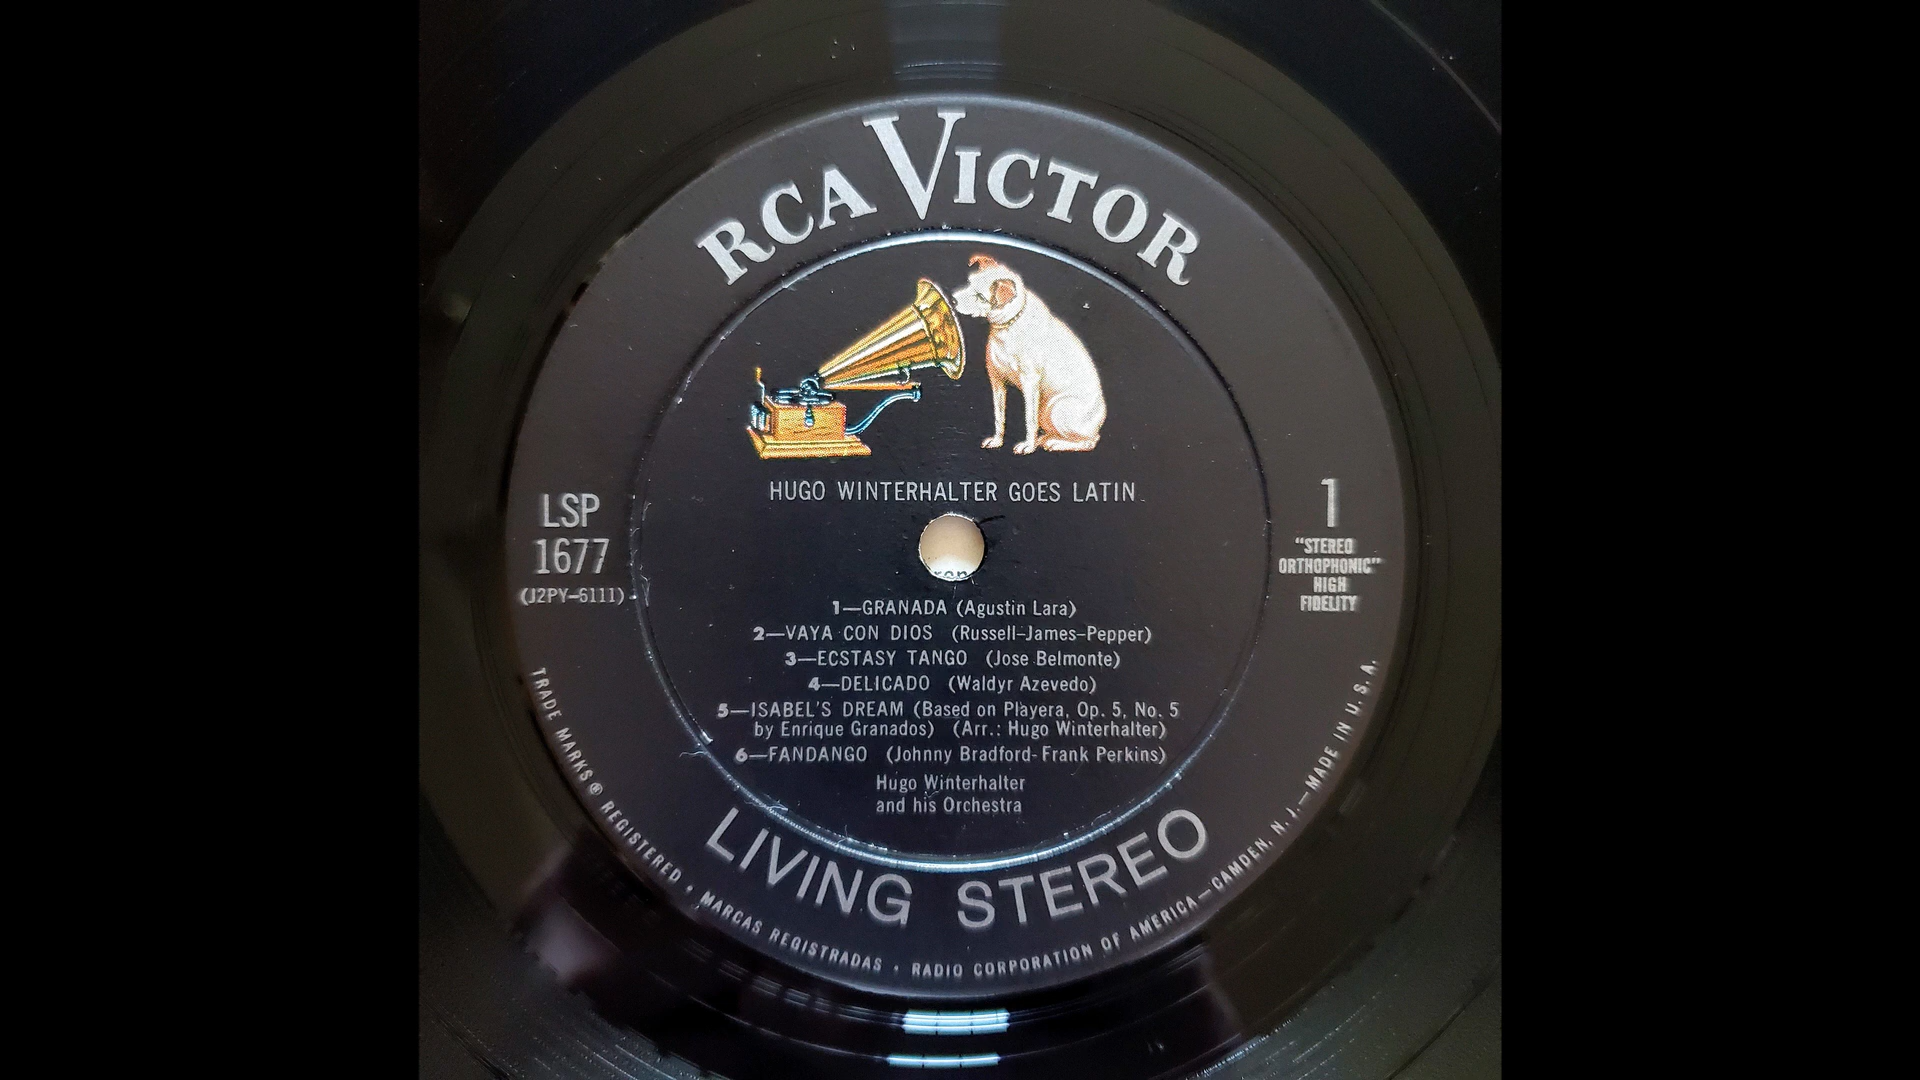 RCA VICTOR
HUGO WINTERHALTER GOES LATIN
LSP
1677
(J2PY-6111)
1
"STEREO
ORTHOPHONIC"
HIGH
FIDELITY
1—GRANADA (Agustin Lara)
2—VAYA CON DIOS (Russell-James-Pepper)
3—ECSTASY TANGO (Jose Belmonte)
4—DELICADO (Waldyr Azevedo)
5—ISABEL'S DREAM (Based on Playera, Op. 5, No. 5
by Enrique Granados) (Arr.: Hugo Winterhalter)
6—FANDANGO (Johnny Bradford-Frank Perkins)
Hugo Winterhalter
and his Orchestra
LIVING STEREO
TRADE MARKS ® REGISTERED • MARCAS REGISTRADAS • RADIO CORPORATION OF AMERICA—CAMDEN, N. J.—MADE IN U. S. A.